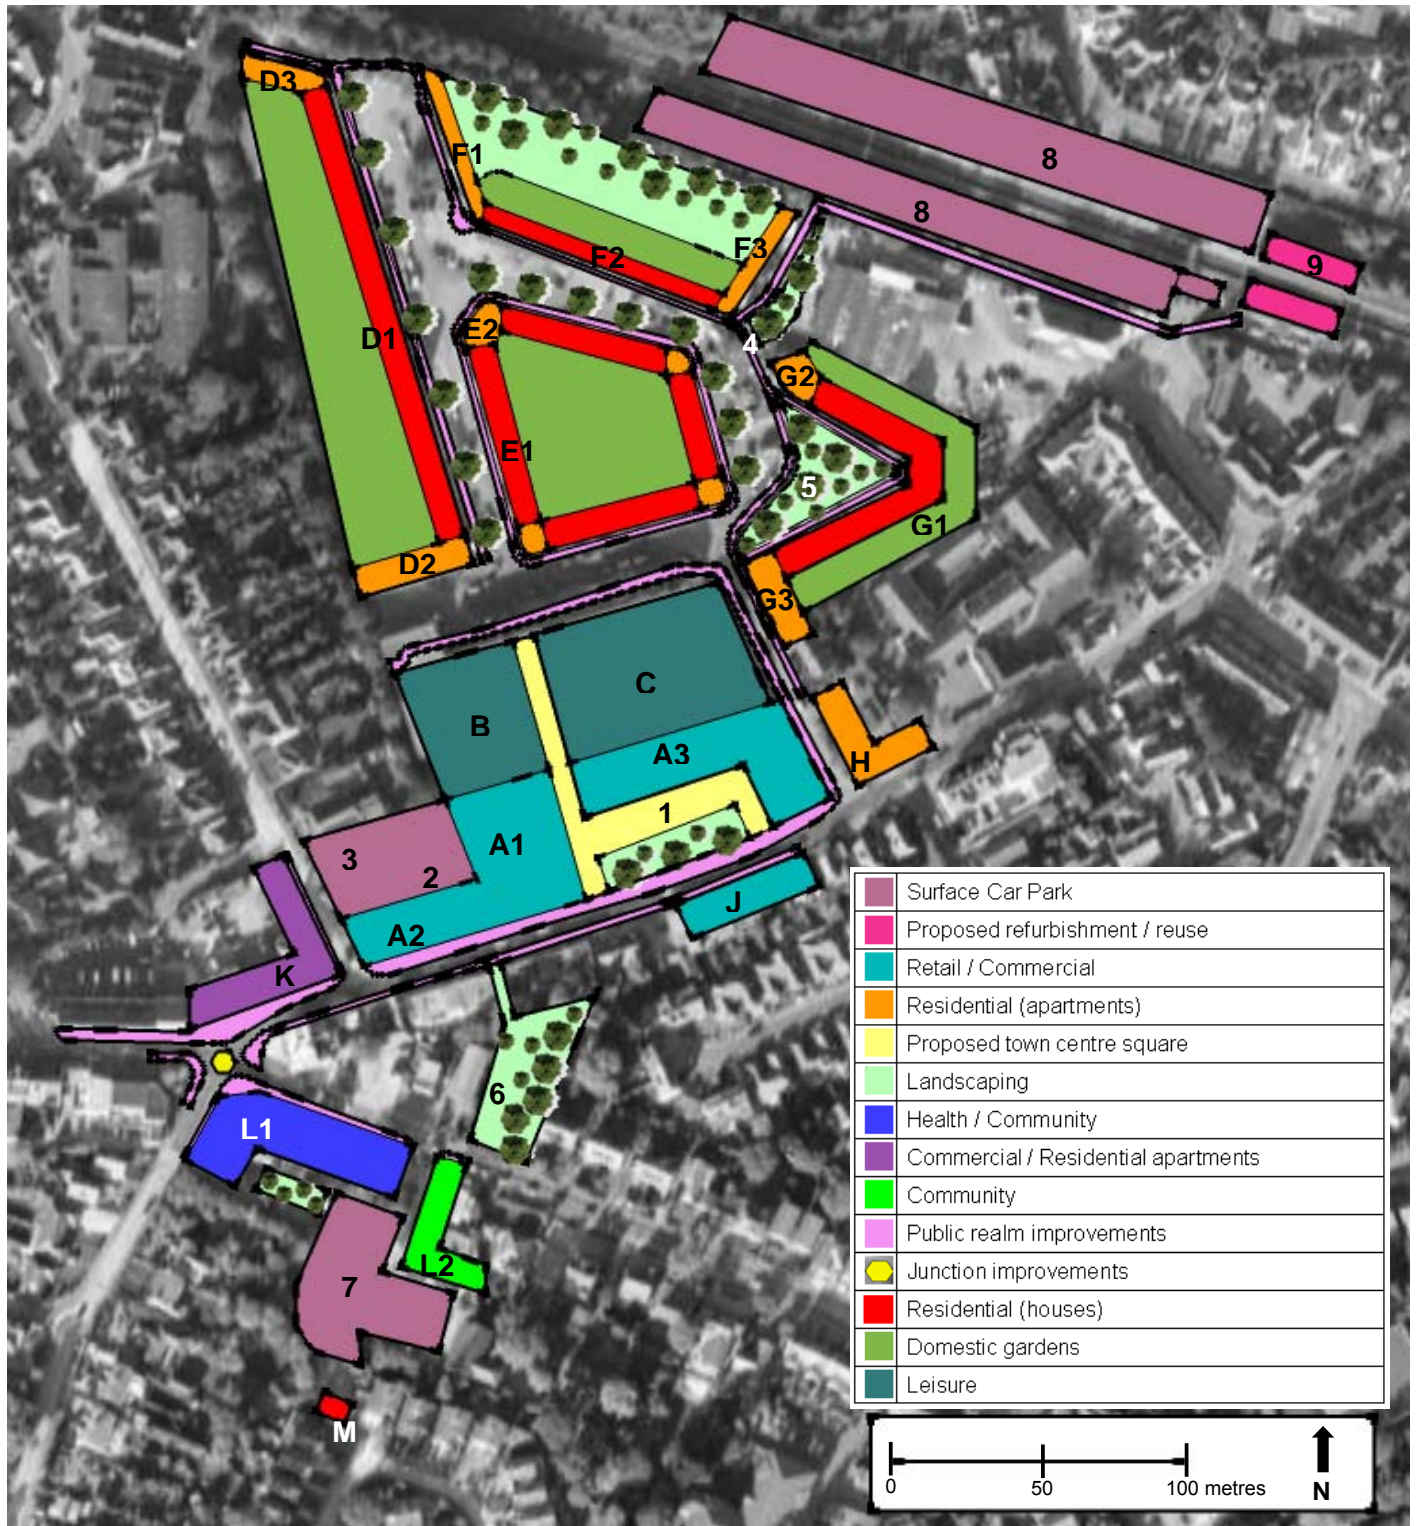 D3
8
F1
8
F2
F3
9
D1
E2
4
G2
E1
5
G1
D2
G3
C
B
A3
H
1
3
A1
2
J
A2
K
6
L1
L2
7
M
Surface Car Park
Proposed refurbishment / reuse
Retail / Commercial
Residential (apartments)
Proposed town centre square
Landscaping
Health / Community
Commercial / Residential apartments
Community
Public realm improvements
Junction improvements
Residential (houses)
Domestic gardens
Leisure
0 50 100 metres N